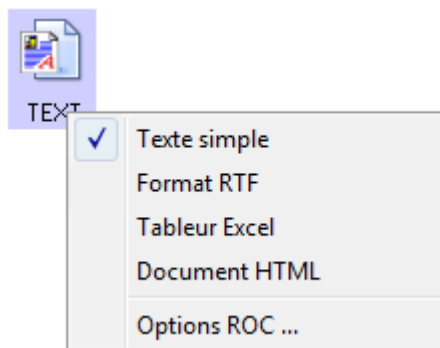 TEXT
Texte simple
Format RTF
Tableur Excel
Document HTML
Options ROC ...